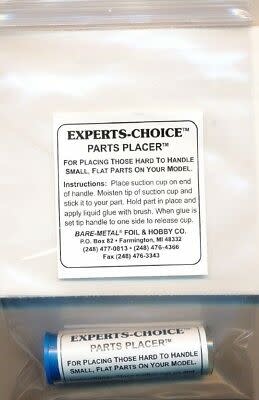 EXPERTS-CHOICE™
PARTS PLACER™
FOR PLACING THOSE HARD TO HANDLE
SMALL, FLAT PARTS ON YOUR MODEL.
Instructions: Place suction cup on end
of handle. Moisten tip of suction cup and
stick it to your part. Hold part in place and
apply liquid glue with brush. When glue is
set tip handle to one side to release cup.
BARE-METAL® FOIL & HOBBY CO.
P.O. Box 82 • Farmington, MI 48332
(248) 477-0813 • (248) 476-4366
Fax (248) 476-3343
EXPERTS-CHOICE™
PARTS PLACER™
FOR PLACING THOSE HARD TO HANDLE
SMALL, FLAT PARTS ON YOUR MODEL.